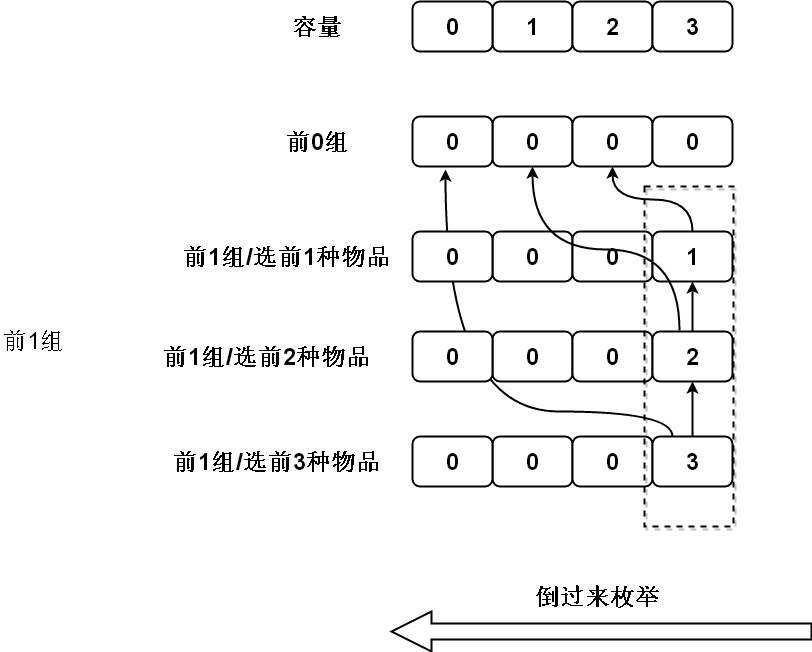 容量 0 1 2 3
前0组 0 0 0 0
前1组/选前1种物品 0 0 0 1
前1组
前1组/选前2种物品 0 0 0 2
前1组/选前3种物品 0 0 0 3
倒过来枚举